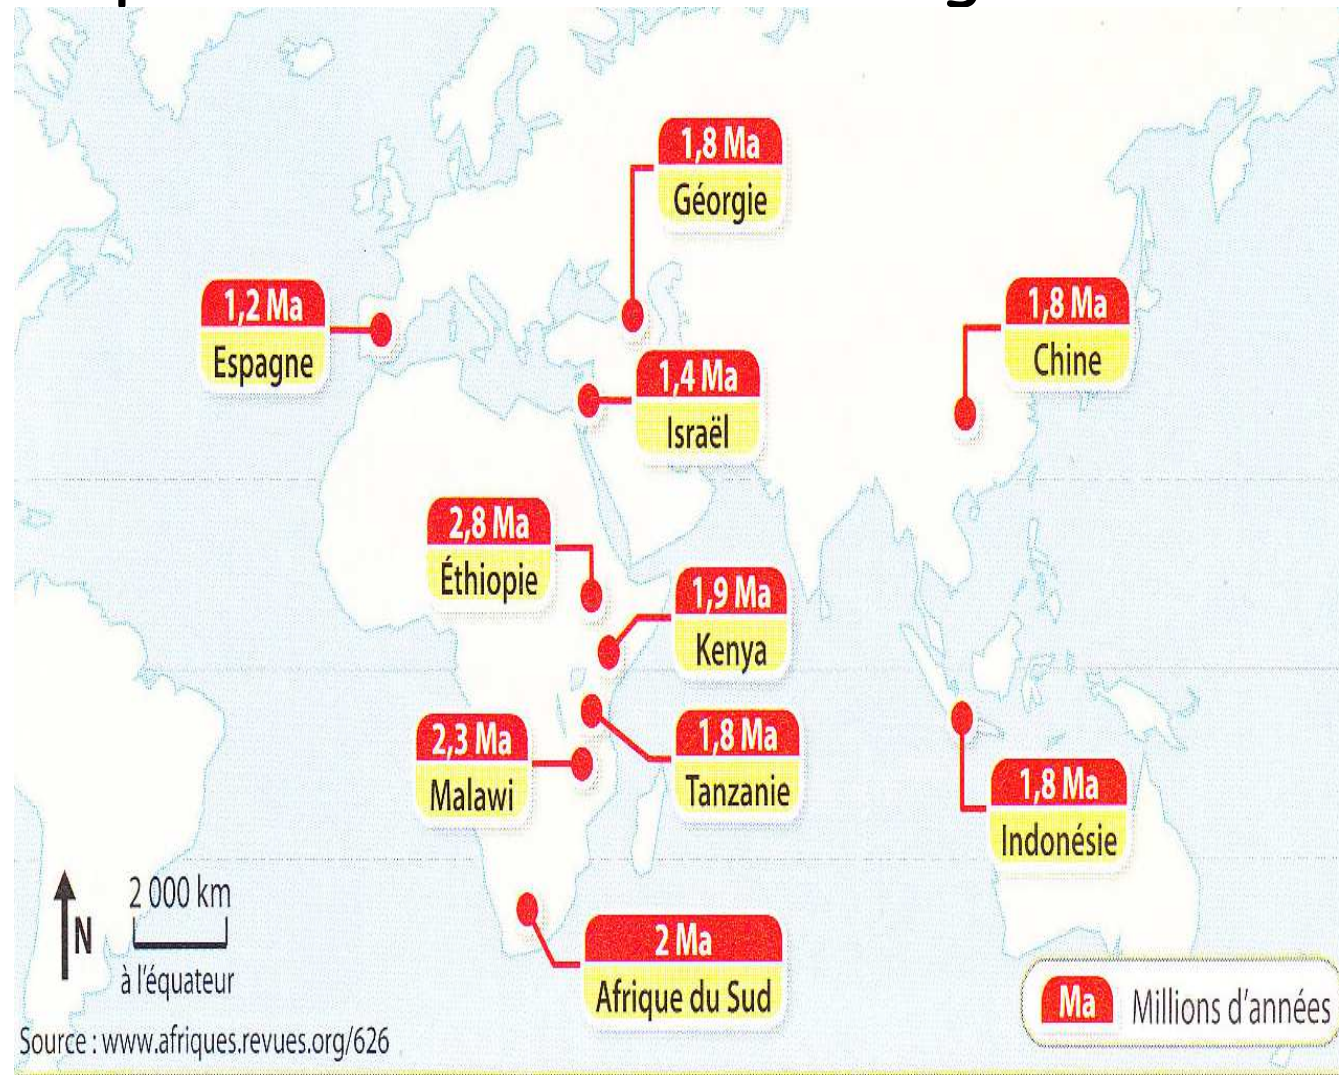 1,8 Ma
Géorgie
1,2 Ma
Espagne
1,8 Ma
Chine
1,4 Ma
Israël
2,8 Ma
Éthiopie
1,9 Ma
Kenya
2,3 Ma
Malawi
1,8 Ma
Tanzanie
1,8 Ma
Indonésie
2 000 km
N
à l'équateur
2 Ma
Afrique du Sud
Ma Millions d'années
Source : www.afriques.revues.org/626